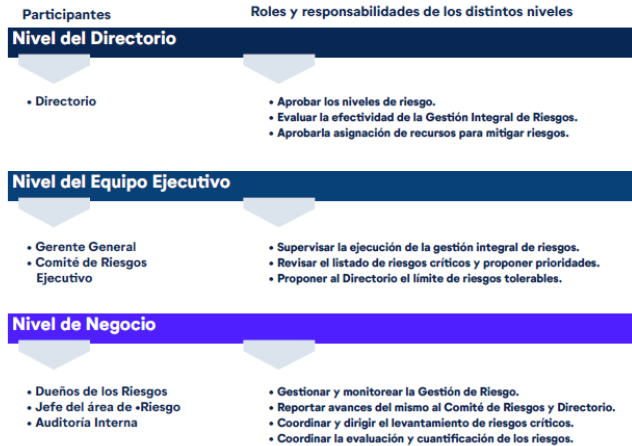 Participantes
Roles y responsabilidades de los distintos niveles
Nivel del Directorio
• Directorio
• Aprobar los niveles de riesgo.
• Evaluar la efectividad de la Gestión Integral de Riesgos.
• Aprobarla asignación de recursos para mitigar riesgos.
Nivel del Equipo Ejecutivo
• Gerente General
• Comité de Riesgos
Ejecutivo
• Supervisar la ejecución de la gestión integral de riesgos.
• Revisar el listado de riesgos críticos y proponer prioridades.
• Proponer al Directorio el límite de riesgos tolerables.
Nivel de Negocio
• Dueños de los Riesgos
• Jefe del área de •Riesgo
• Auditoría Interna
• Gestionar y monitorear la Gestión de Riesgo.
• Reportar avances del mismo al Comité de Riesgos y Directorio.
• Coordinar y dirigir el levantamiento de riesgos críticos.
• Coordinar la evaluación y cuantificación de los riesgos.